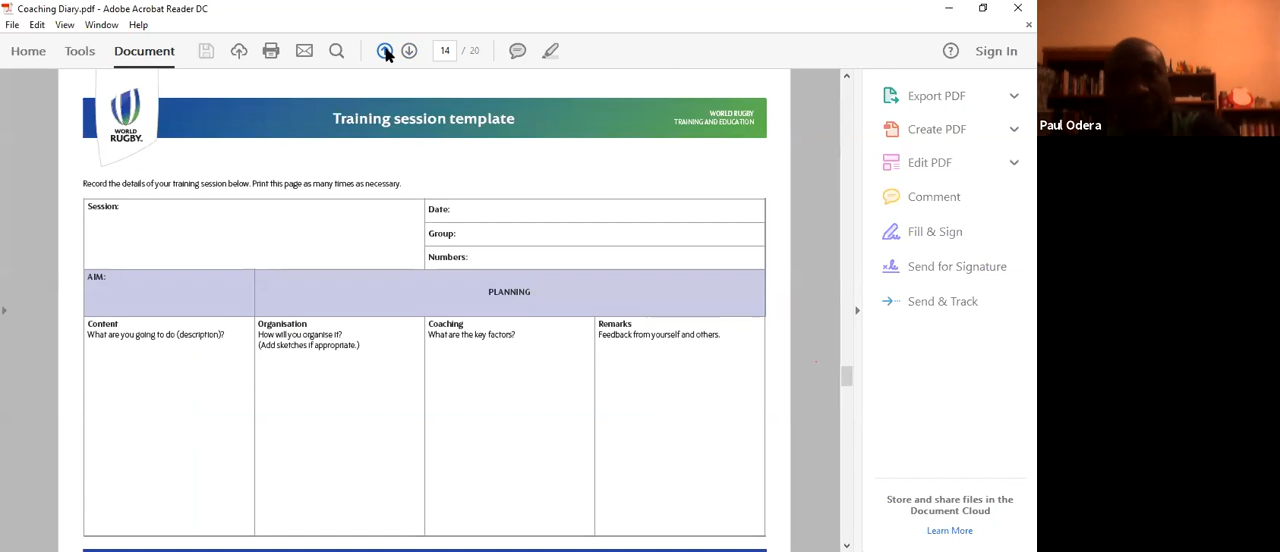 Coaching Diary.pdf - Adobe Acrobat Reader DC
File Edit View Window Help
Home Tools Document 14 / 20 Sign In
WORLD RUGBY.
Training session template
WORLD RUGBY
TRAINING AND EDUCATION
Record the details of your training session below. Print this page as many times as necessary.
Session:
Date:
Group:
Numbers:
AIM:
PLANNING
Content
What are you going to do (description)?
Organisation
How will you organise it?
(Add sketches if appropriate.)
Coaching
What are the key factors?
Remarks
Feedback from yourself and others.
Export PDF
Create PDF
Edit PDF
Comment
Fill & Sign
Send for Signature
Send & Track
Store and share files in the
Document Cloud
Learn More
Paul Odera